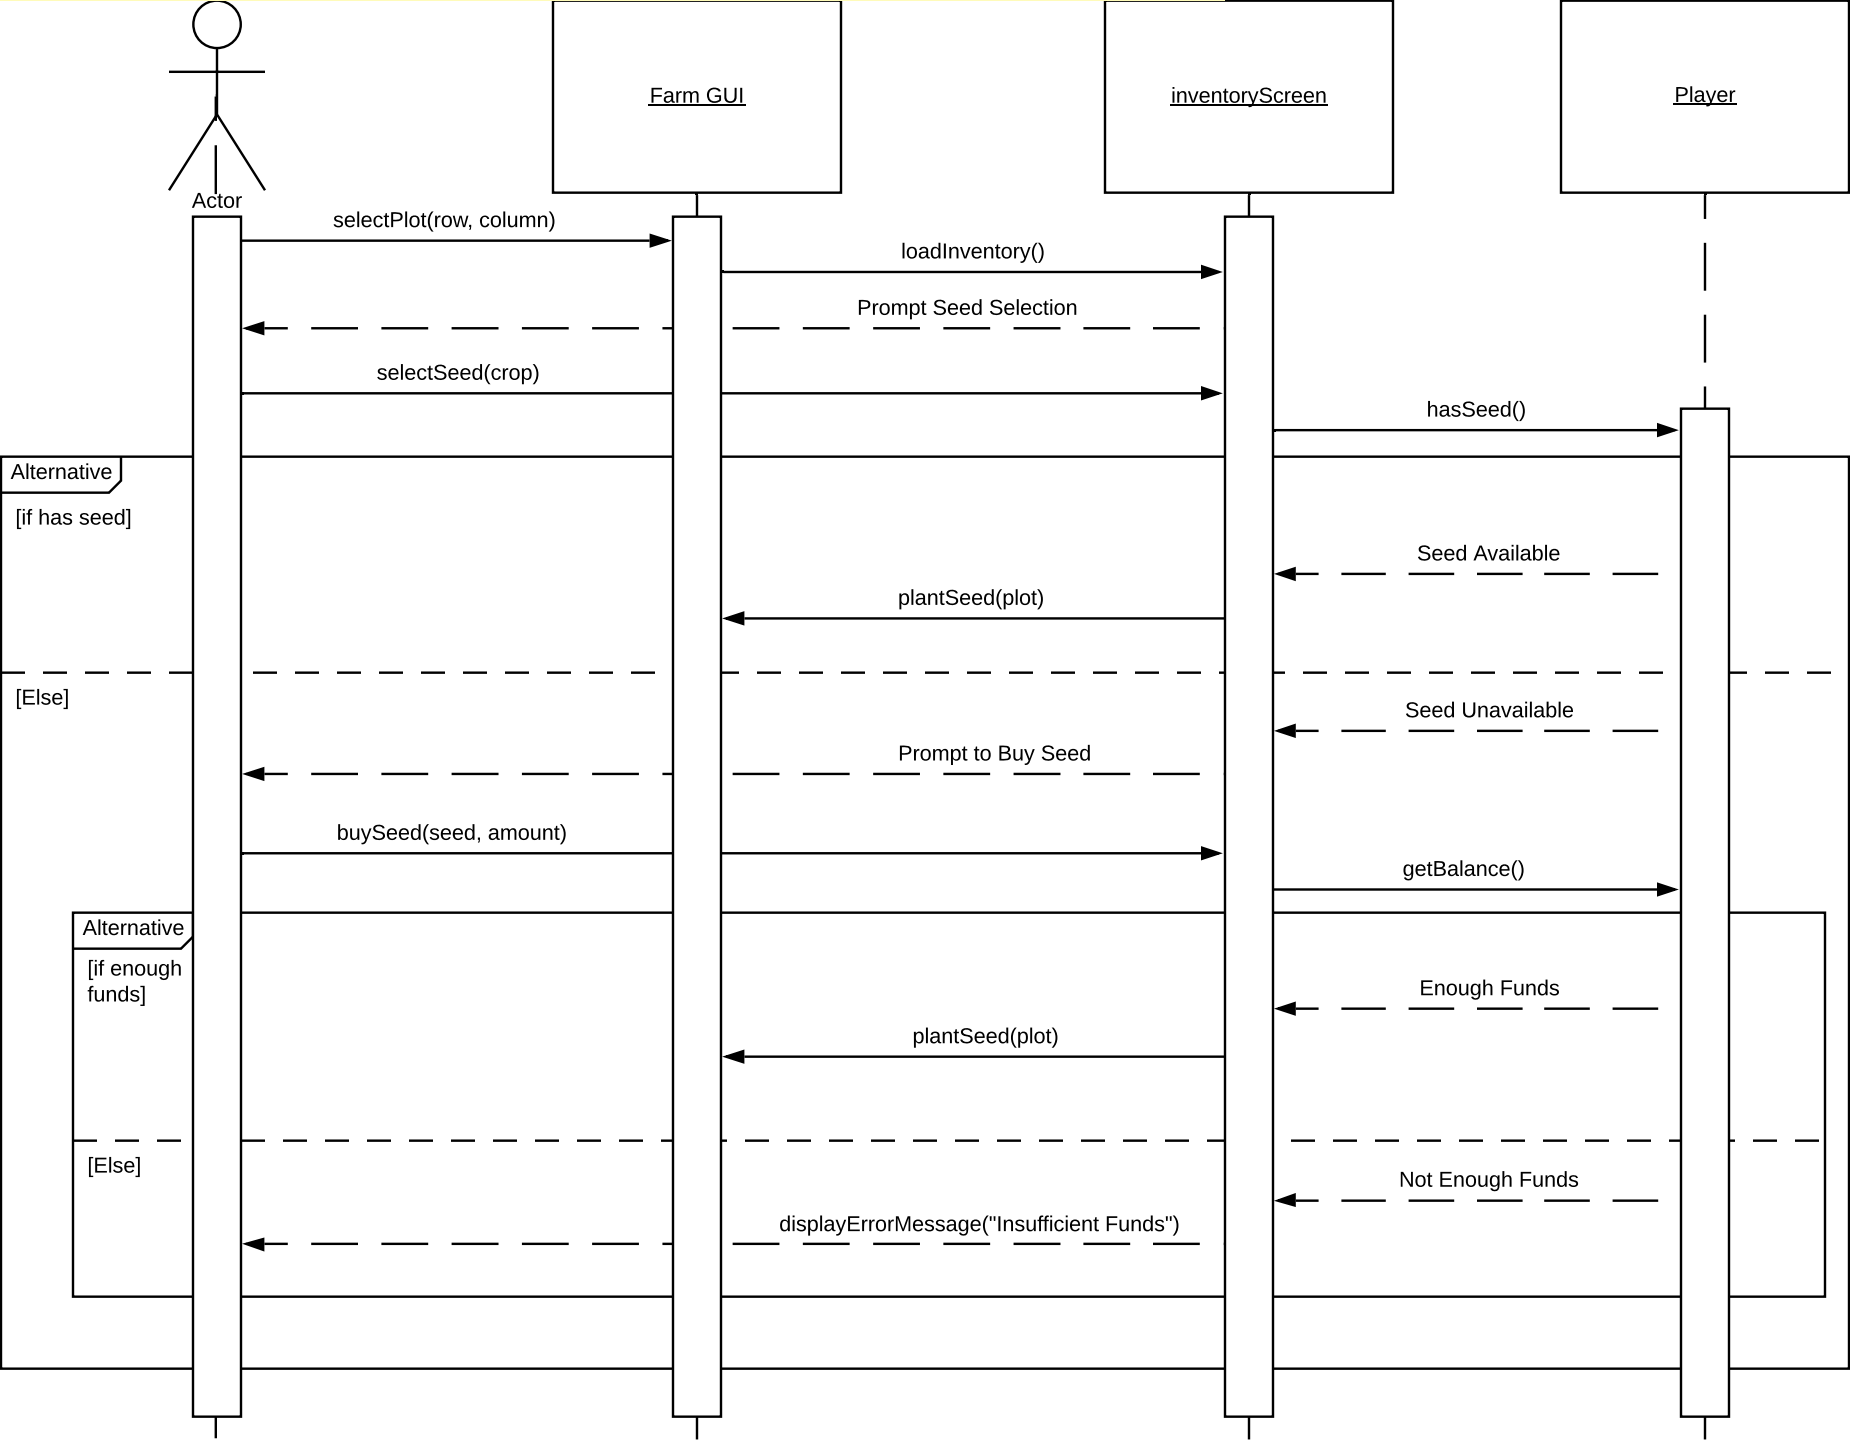 Farm GUI
inventoryScreen
Player
Actor
selectPlot(row, column)
loadInventory()
Prompt Seed Selection
selectSeed(crop)
hasSeed()
Alternative
[if has seed]
Seed Available
plantSeed(plot)
[Else]
Seed Unavailable
Prompt to Buy Seed
buySeed(seed, amount)
getBalance()
Alternative
[if enough
funds]
Enough Funds
plantSeed(plot)
[Else]
Not Enough Funds
displayErrorMessage("Insufficient Funds")